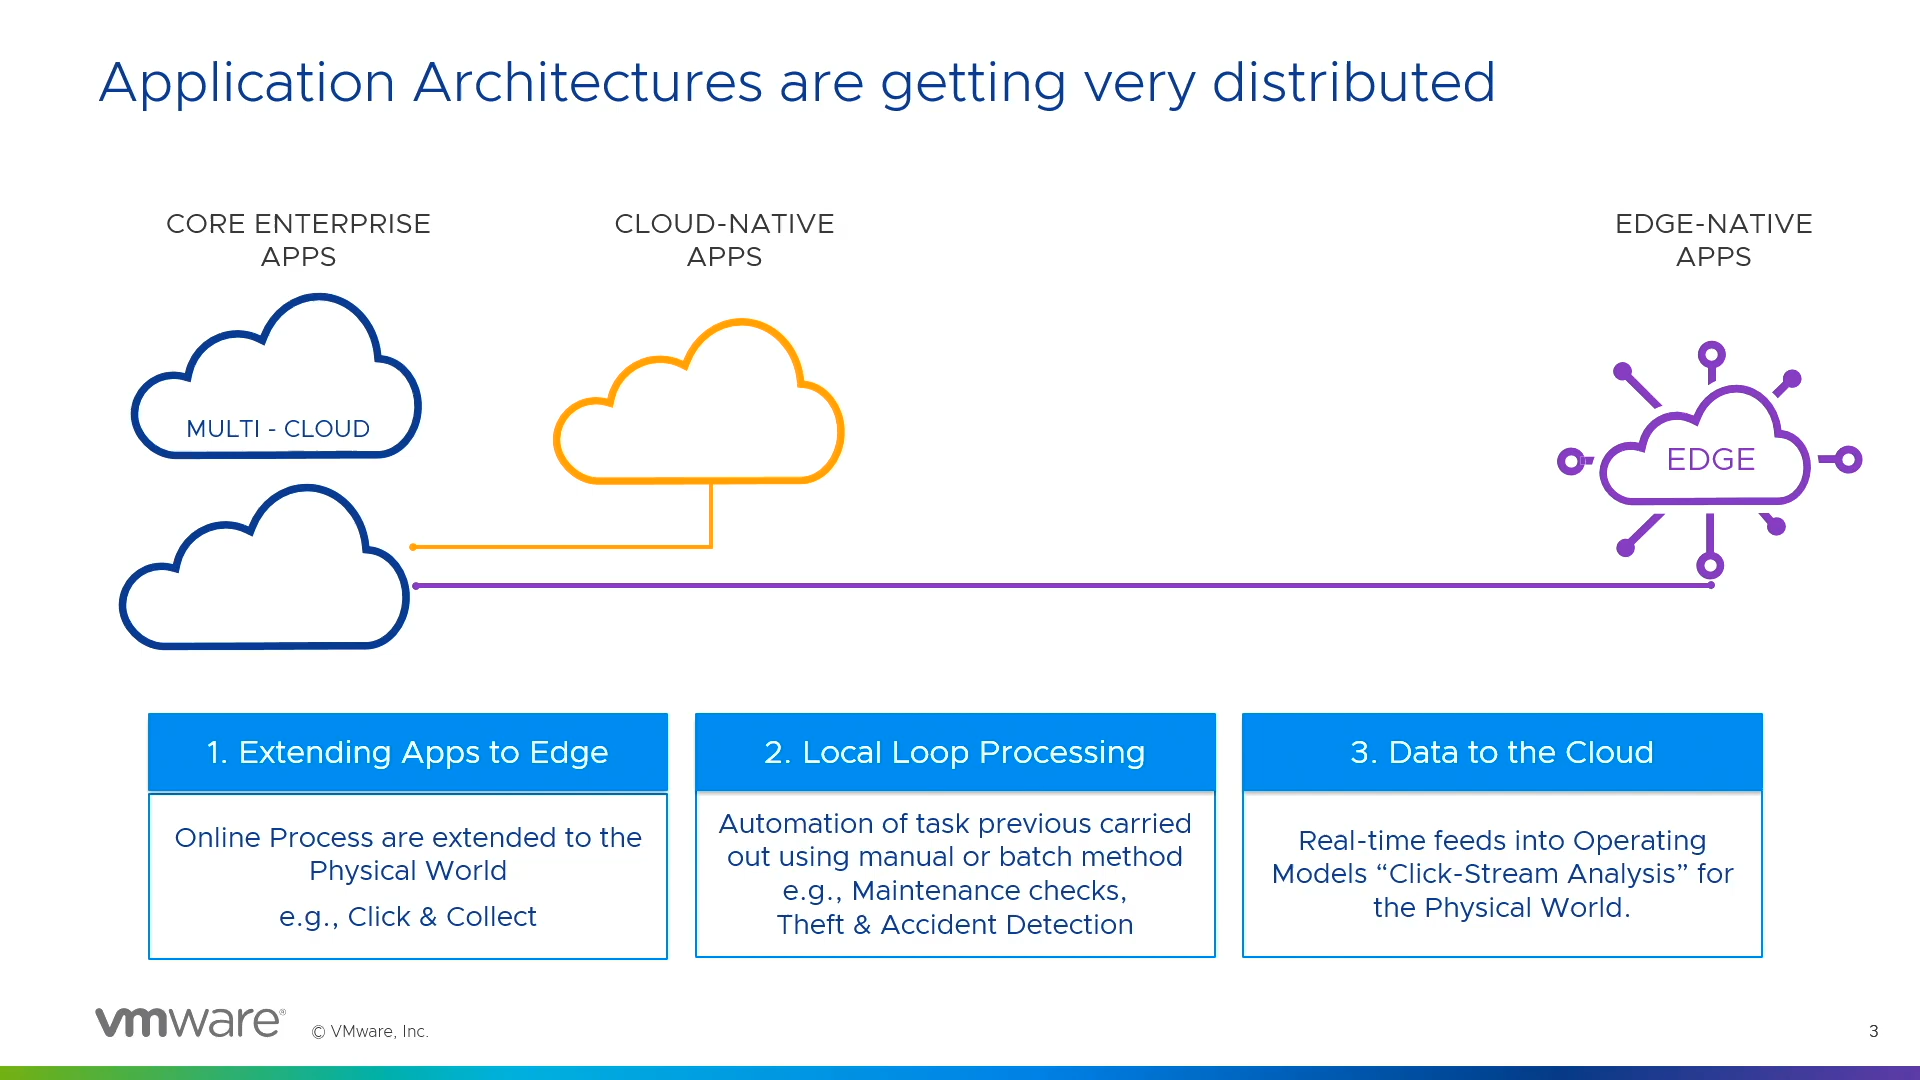 Application Architectures are getting very distributed
CORE ENTERPRISE
APPS
CLOUD-NATIVE
APPS
EDGE-NATIVE
APPS
MULTI - CLOUD
EDGE
1. Extending Apps to Edge
Online Process are extended to the
Physical World
e.g., Click & Collect
2. Local Loop Processing
Automation of task previous carried
out using manual or batch method
e.g., Maintenance checks,
Theft & Accident Detection
3. Data to the Cloud
Real-time feeds into Operating
Models “Click-Stream Analysis” for
the Physical World.
vmware®
© VMware, Inc.
3